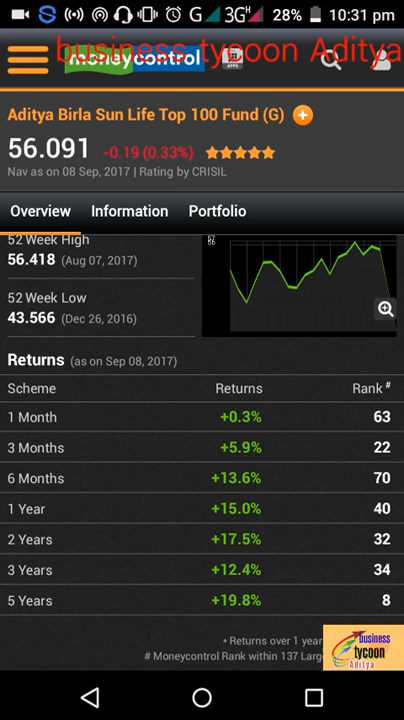 G 3G H 28% 10:31 pm
business tycoon Aditya
moneycontrol APPS
Aditya Birla Sun Life Top 100 Fund (G)
56.091 -0.19 (0.33%)
Nav as on 08 Sep, 2017 | Rating by CRISIL
Overview Information Portfolio
52 Week High
56.418 (Aug 07, 2017)
52 Week Low
43.566 (Dec 26, 2016)
Returns (as on Sep 08, 2017)
Scheme Returns Rank #
1 Month +0.3% 63
3 Months +5.9% 22
6 Months +13.6% 70
1 Year +15.0% 40
2 Years +17.5% 32
3 Years +12.4% 34
5 Years +19.8% 8
* Returns over 1 year
# Moneycontrol Rank within 137 Larg
business
tycoon
Aditya